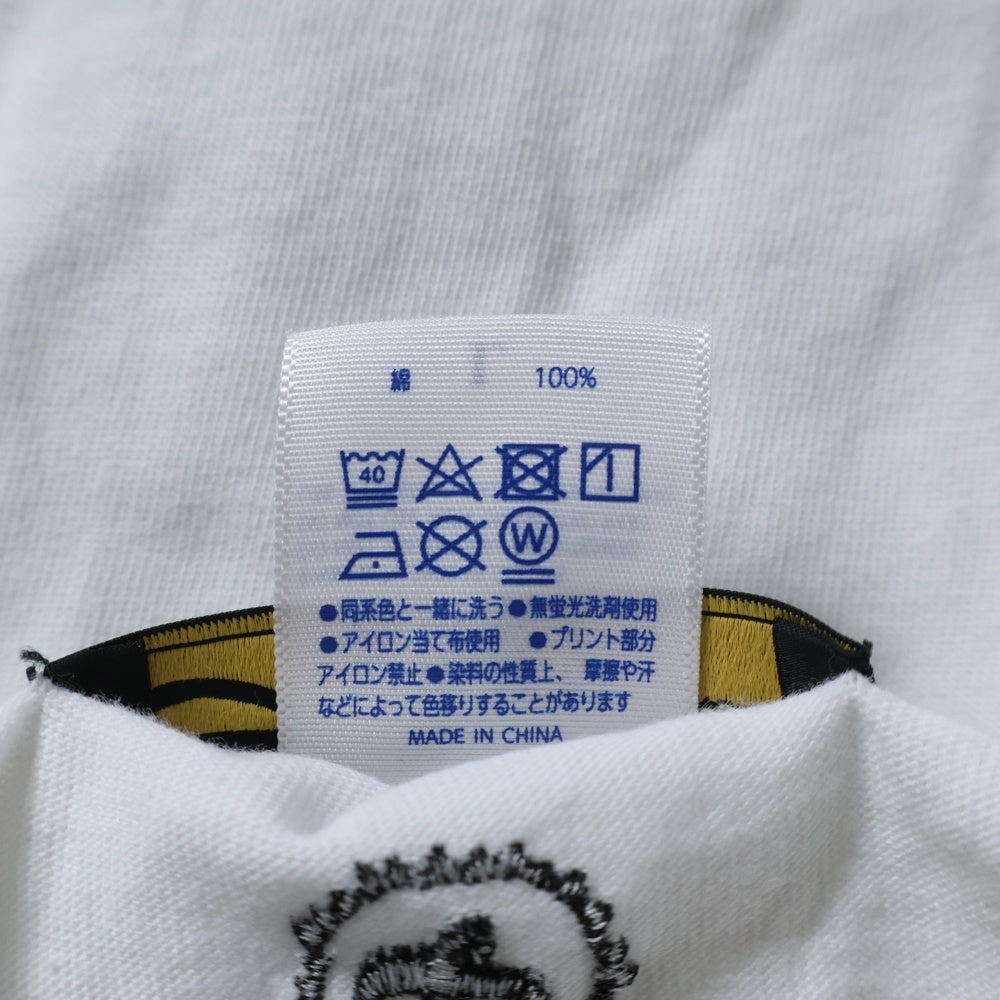 綿 100%
40
1
W
●同系色と一緒に洗う ●無蛍光洗剤使用
●アイロン当て布使用 ●プリント部分
アイロン禁止 ●染料の性質上、 摩擦や汗
などによって色移りすることがあります
MADE IN CHINA